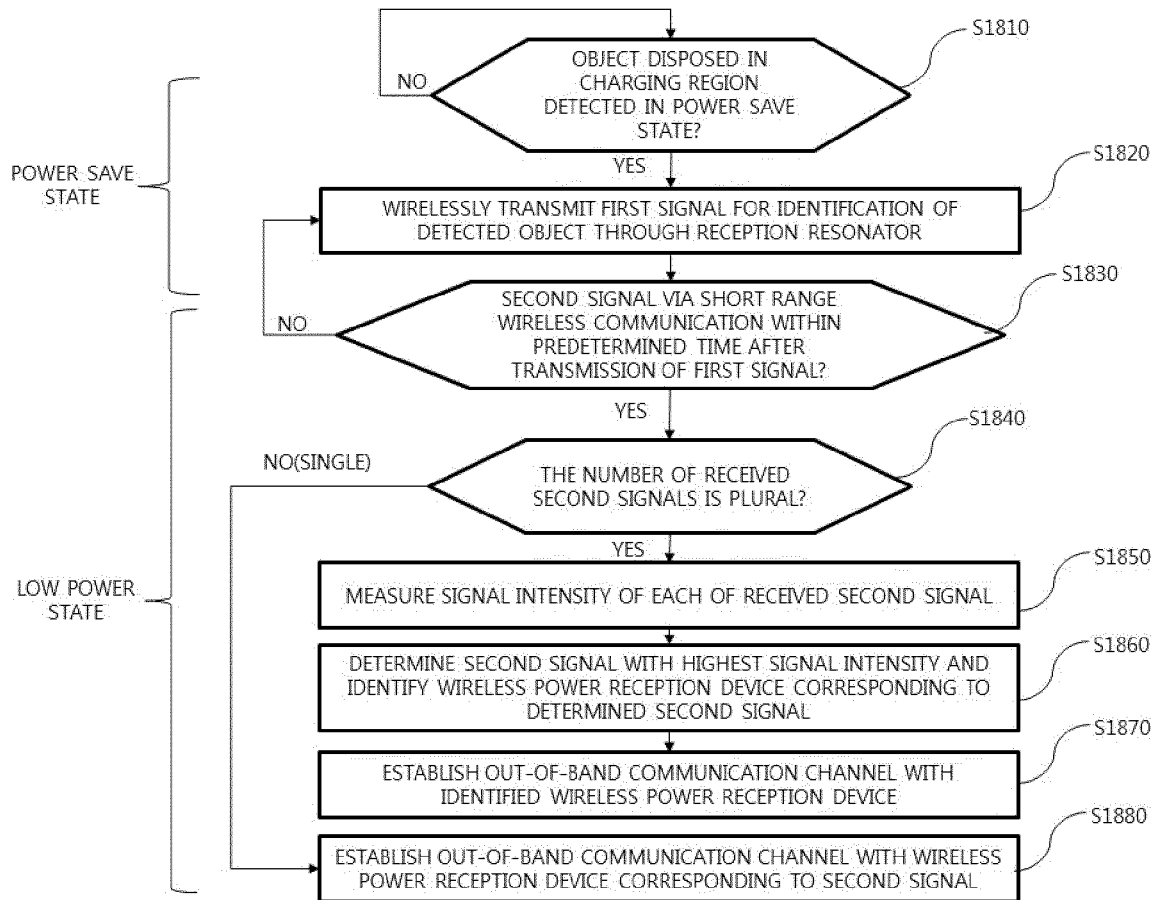 S1810
OBJECT DISPOSED IN
CHARGING REGION
DETECTED IN POWER SAVE
STATE?
NO
YES
S1820
POWER SAVE
STATE
WIRELESSLY TRANSMIT FIRST SIGNAL FOR IDENTIFICATION OF
DETECTED OBJECT THROUGH RECEPTION RESONATOR
S1830
SECOND SIGNAL VIA SHORT RANGE
WIRELESS COMMUNICATION WITHIN
PREDETERMINED TIME AFTER
TRANSMISSION OF FIRST SIGNAL?
NO
YES
S1840
NO(SINGLE)
THE NUMBER OF RECEIVED
SECOND SIGNALS IS PLURAL?
YES
S1850
LOW POWER
STATE
MEASURE SIGNAL INTENSITY OF EACH OF RECEIVED SECOND SIGNAL
S1860
DETERMINE SECOND SIGNAL WITH HIGHEST SIGNAL INTENSITY AND
IDENTIFY WIRELESS POWER RECEPTION DEVICE CORRESPONDING TO
DETERMINED SECOND SIGNAL
S1870
ESTABLISH OUT-OF-BAND COMMUNICATION CHANNEL WITH
IDENTIFIED WIRELESS POWER RECEPTION DEVICE
S1880
ESTABLISH OUT-OF-BAND COMMUNICATION CHANNEL WITH WIRELESS
POWER RECEPTION DEVICE CORRESPONDING TO SECOND SIGNAL